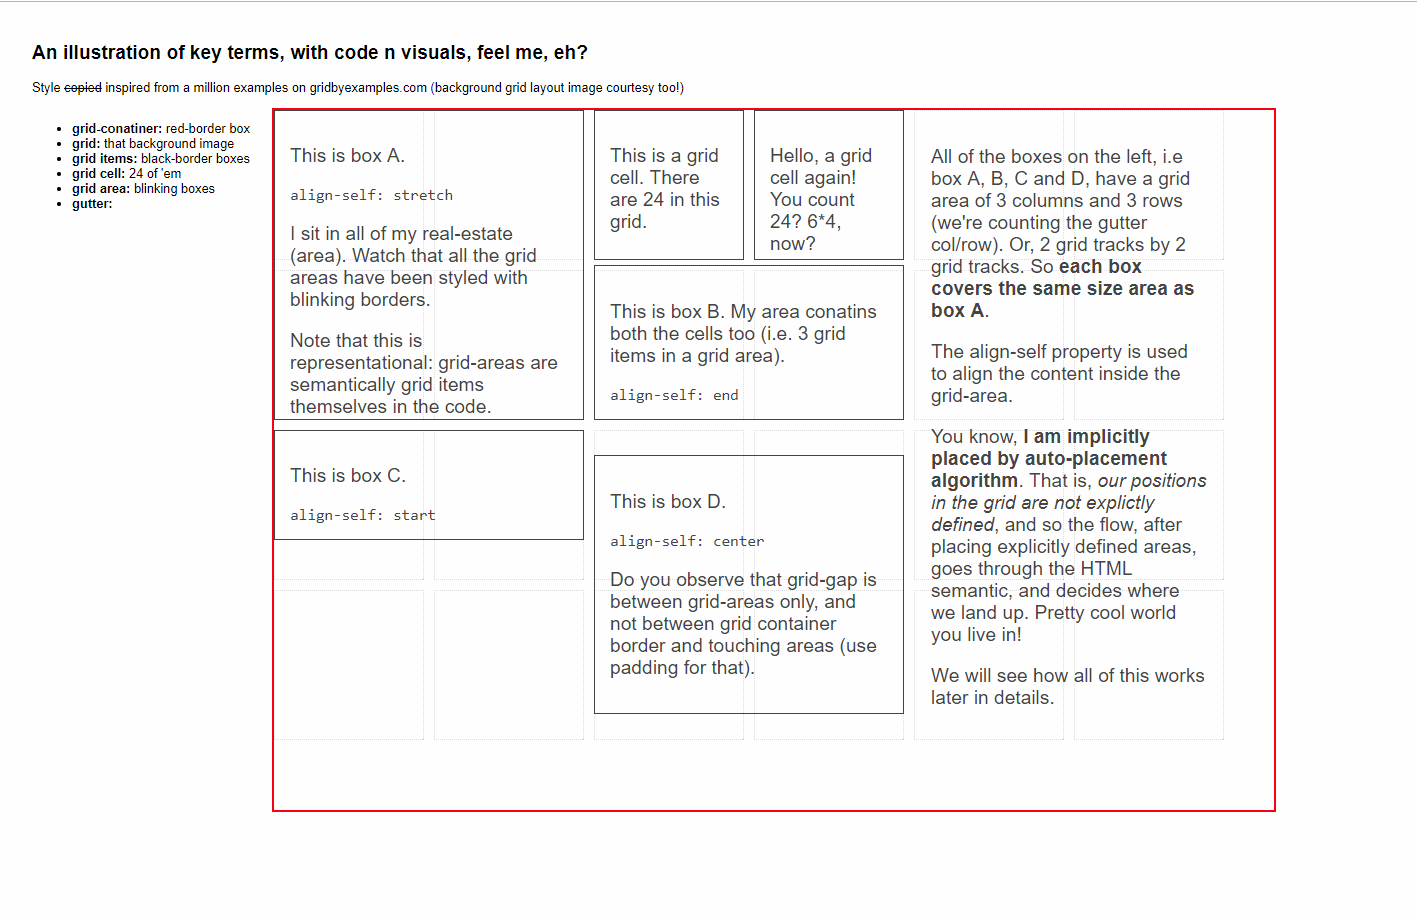 An illustration of key terms, with code n visuals, feel me, eh?
Style copied inspired from a million examples on gridbyexamples.com (background grid layout image courtesy too!)
grid-conatiner: red-border box
grid: that background image
grid items: black-border boxes
grid cell: 24 of 'em
grid area: blinking boxes
gutter:
This is box A.
align-self: stretch
I sit in all of my real-estate
(area). Watch that all the grid
areas have been styled with
blinking borders.
Note that this is
representational: grid-areas are
semantically grid items
themselves in the code.
This is a grid
cell. There
are 24 in this
grid.
Hello, a grid
cell again!
You count
24? 6*4,
now?
This is box B. My area conatins
both the cells too (i.e. 3 grid
items in a grid area).
align-self: end
This is box C.
align-self: start
This is box D.
align-self: center
Do you observe that grid-gap is
between grid-areas only, and
not between grid container
border and touching areas (use
padding for that).
All of the boxes on the left, i.e
box A, B, C and D, have a grid
area of 3 columns and 3 rows
(we're counting the gutter
col/row). Or, 2 grid tracks by 2
grid tracks. So each box
covers the same size area as
box A.
The align-self property is used
to align the content inside the
grid-area.
You know, I am implicitly
placed by auto-placement
algorithm. That is, our positions
in the grid are not explictly
defined, and so the flow, after
placing explicitly defined areas,
goes through the HTML
semantic, and decides where
we land up. Pretty cool world
you live in!
We will see how all of this works
later in details.